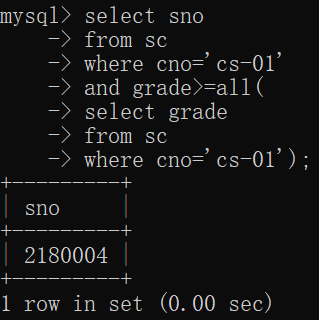 mysql> select sno
    -> from sc
    -> where cno='cs-01'
    -> and grade>=all(
    -> select grade
    -> from sc
    -> where cno='cs-01');
+---------+
| sno     |
+---------+
| 2180004 |
+---------+
1 row in set (0.00 sec)